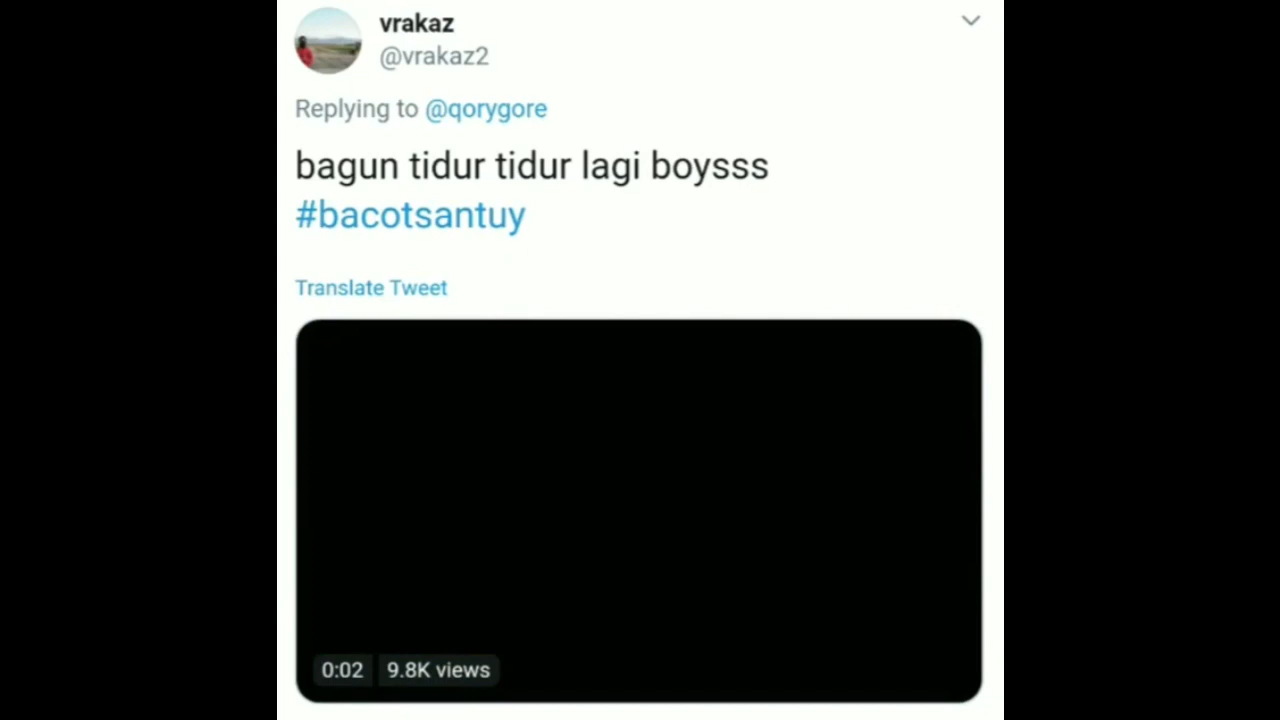 vrakaz
@vrakaz2
Replying to @qorygore
bagun tidur tidur lagi boysss
#bacotsantuy
Translate Tweet
0:02 9.8K views